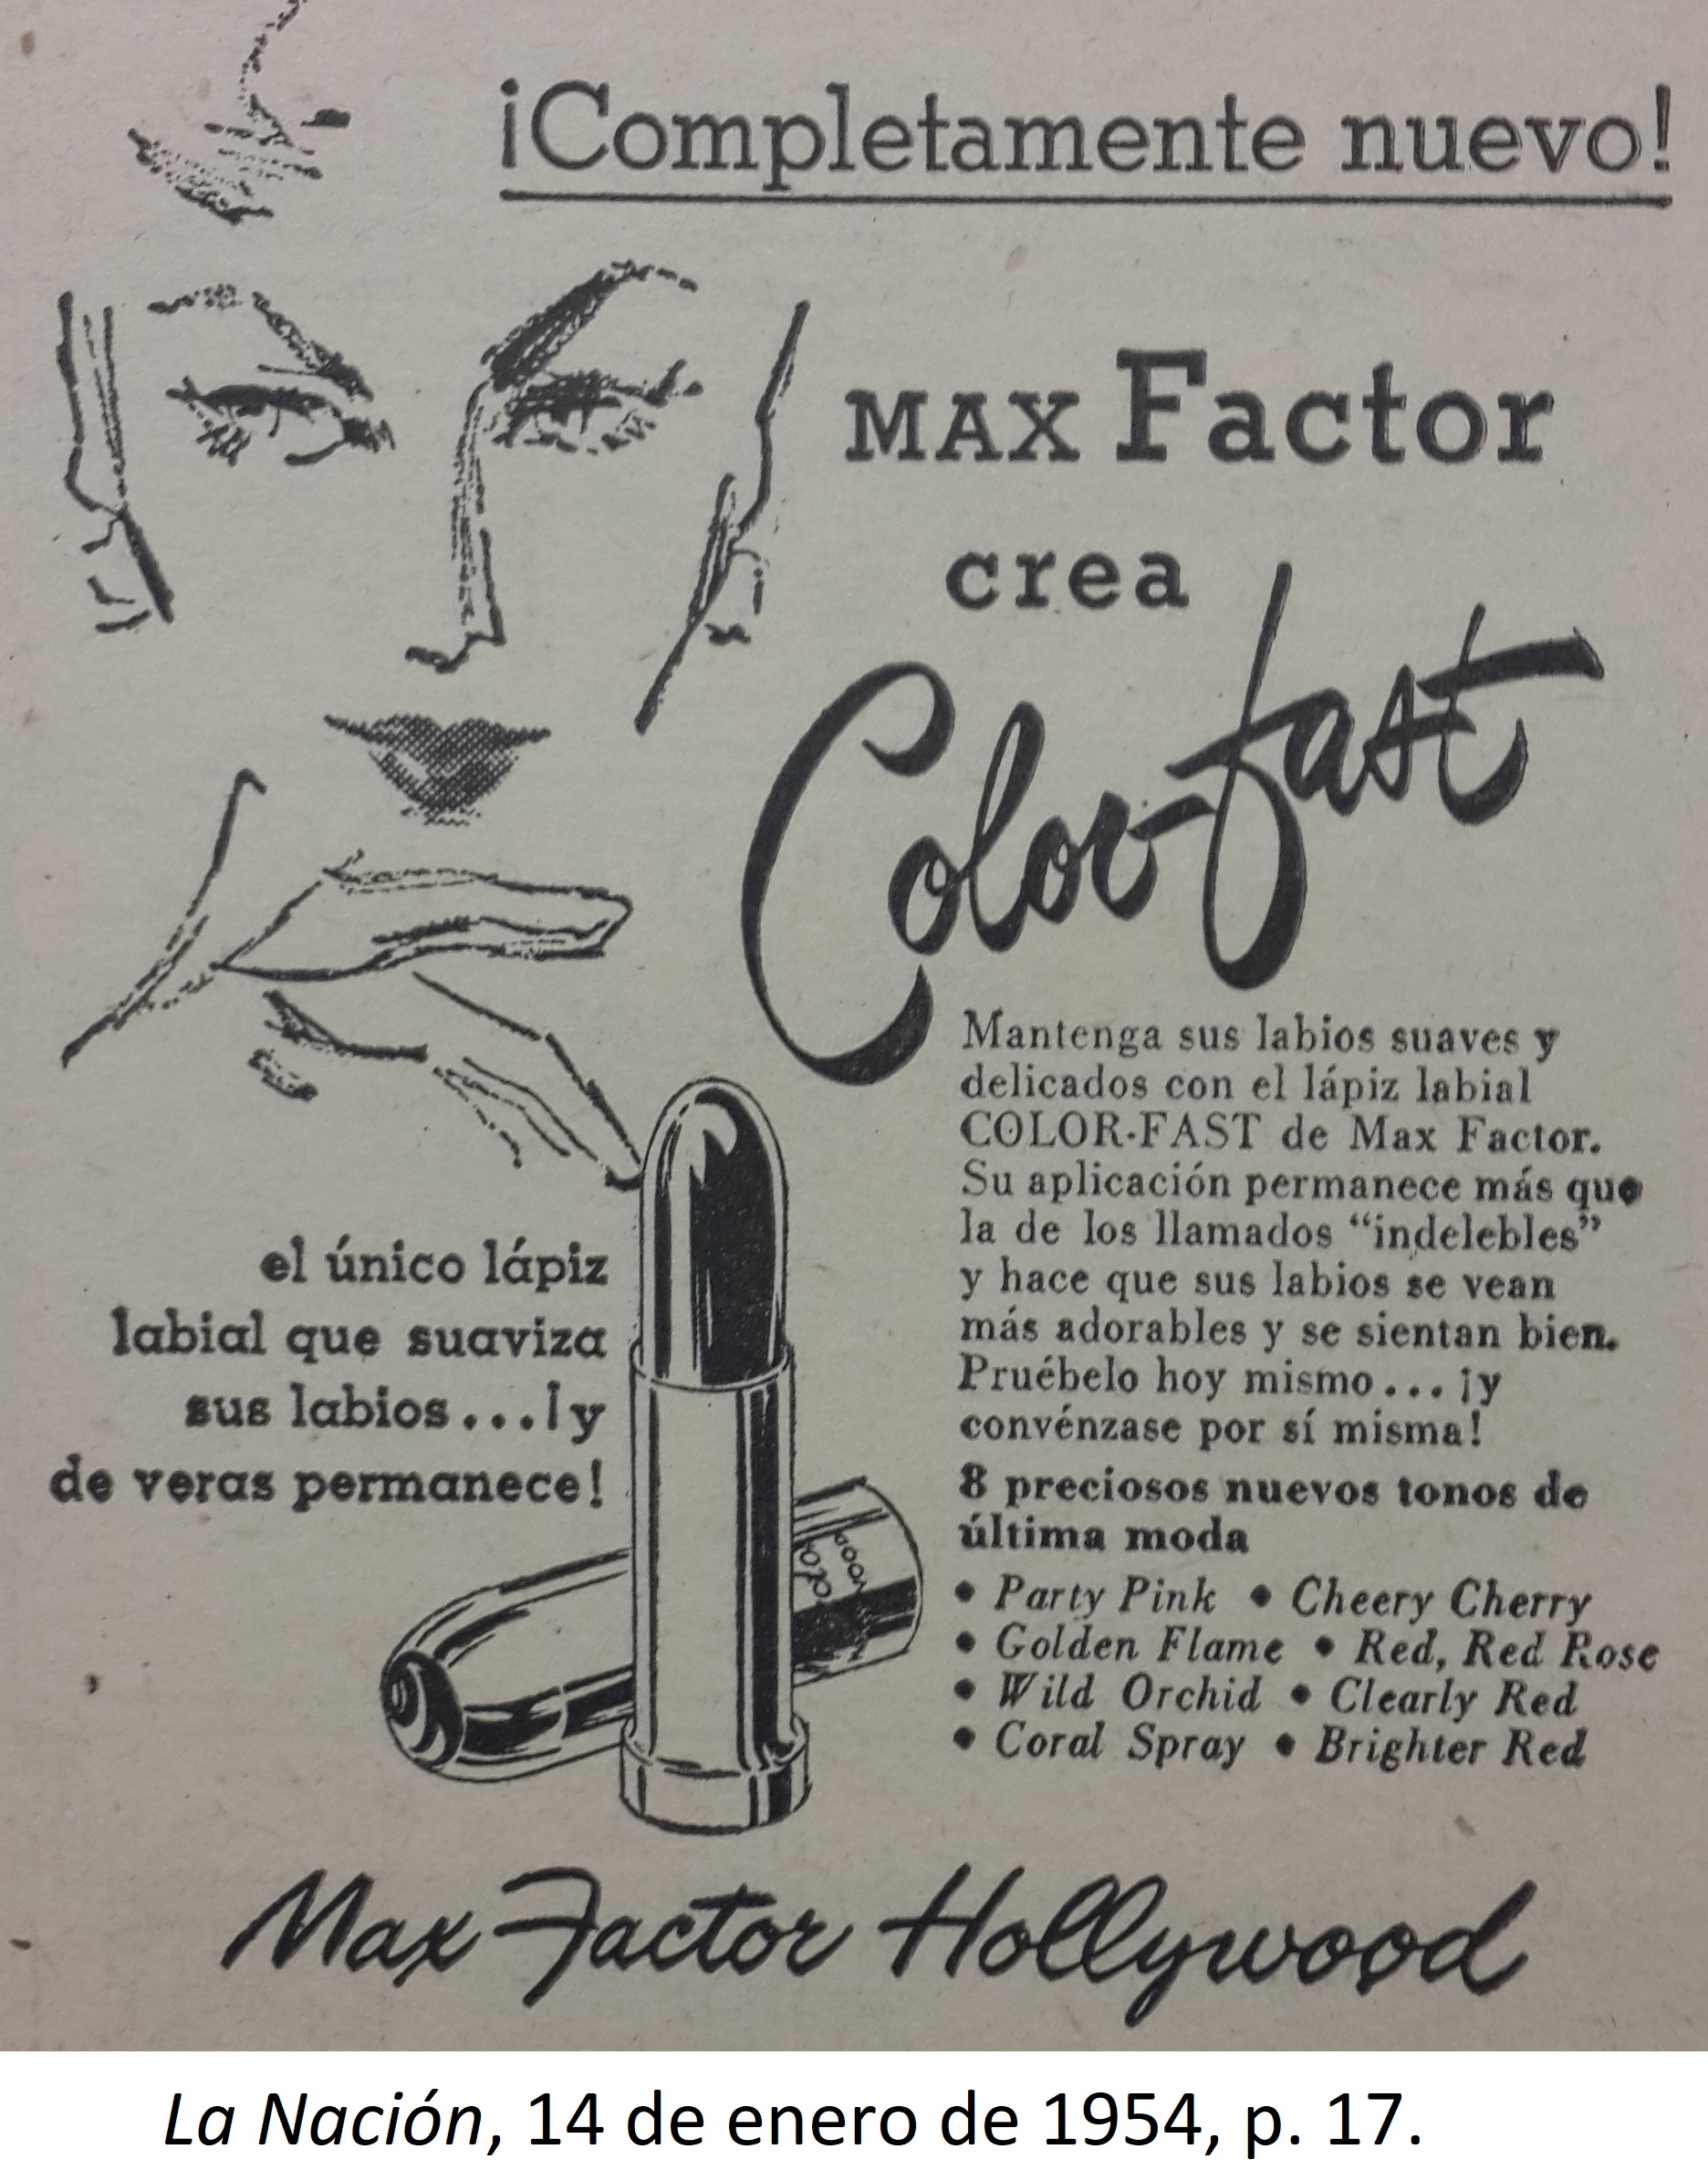 ¡Completamente nuevo!
MAX Factor
crea
Color-fast
Mantenga sus labios suaves y
delicados con el lápiz labial
COLOR-FAST de Max Factor.
Su aplicación permanece más que
la de los llamados “indelebles”
y hace que sus labios se vean
más adorables y se sientan bien.
Pruébelo hoy mismo... ¡y
convénzase por sí misma!
8 preciosos nuevos tonos de
última moda
• Party Pink • Cheery Cherry
• Golden Flame • Red, Red Rose
• Wild Orchid • Clearly Red
• Coral Spray • Brighter Red
el único lápiz
labial que suaviza
sus labios...¡y
de veras permanece!
Max Factor Hollywood
La Nación, 14 de enero de 1954, p. 17.